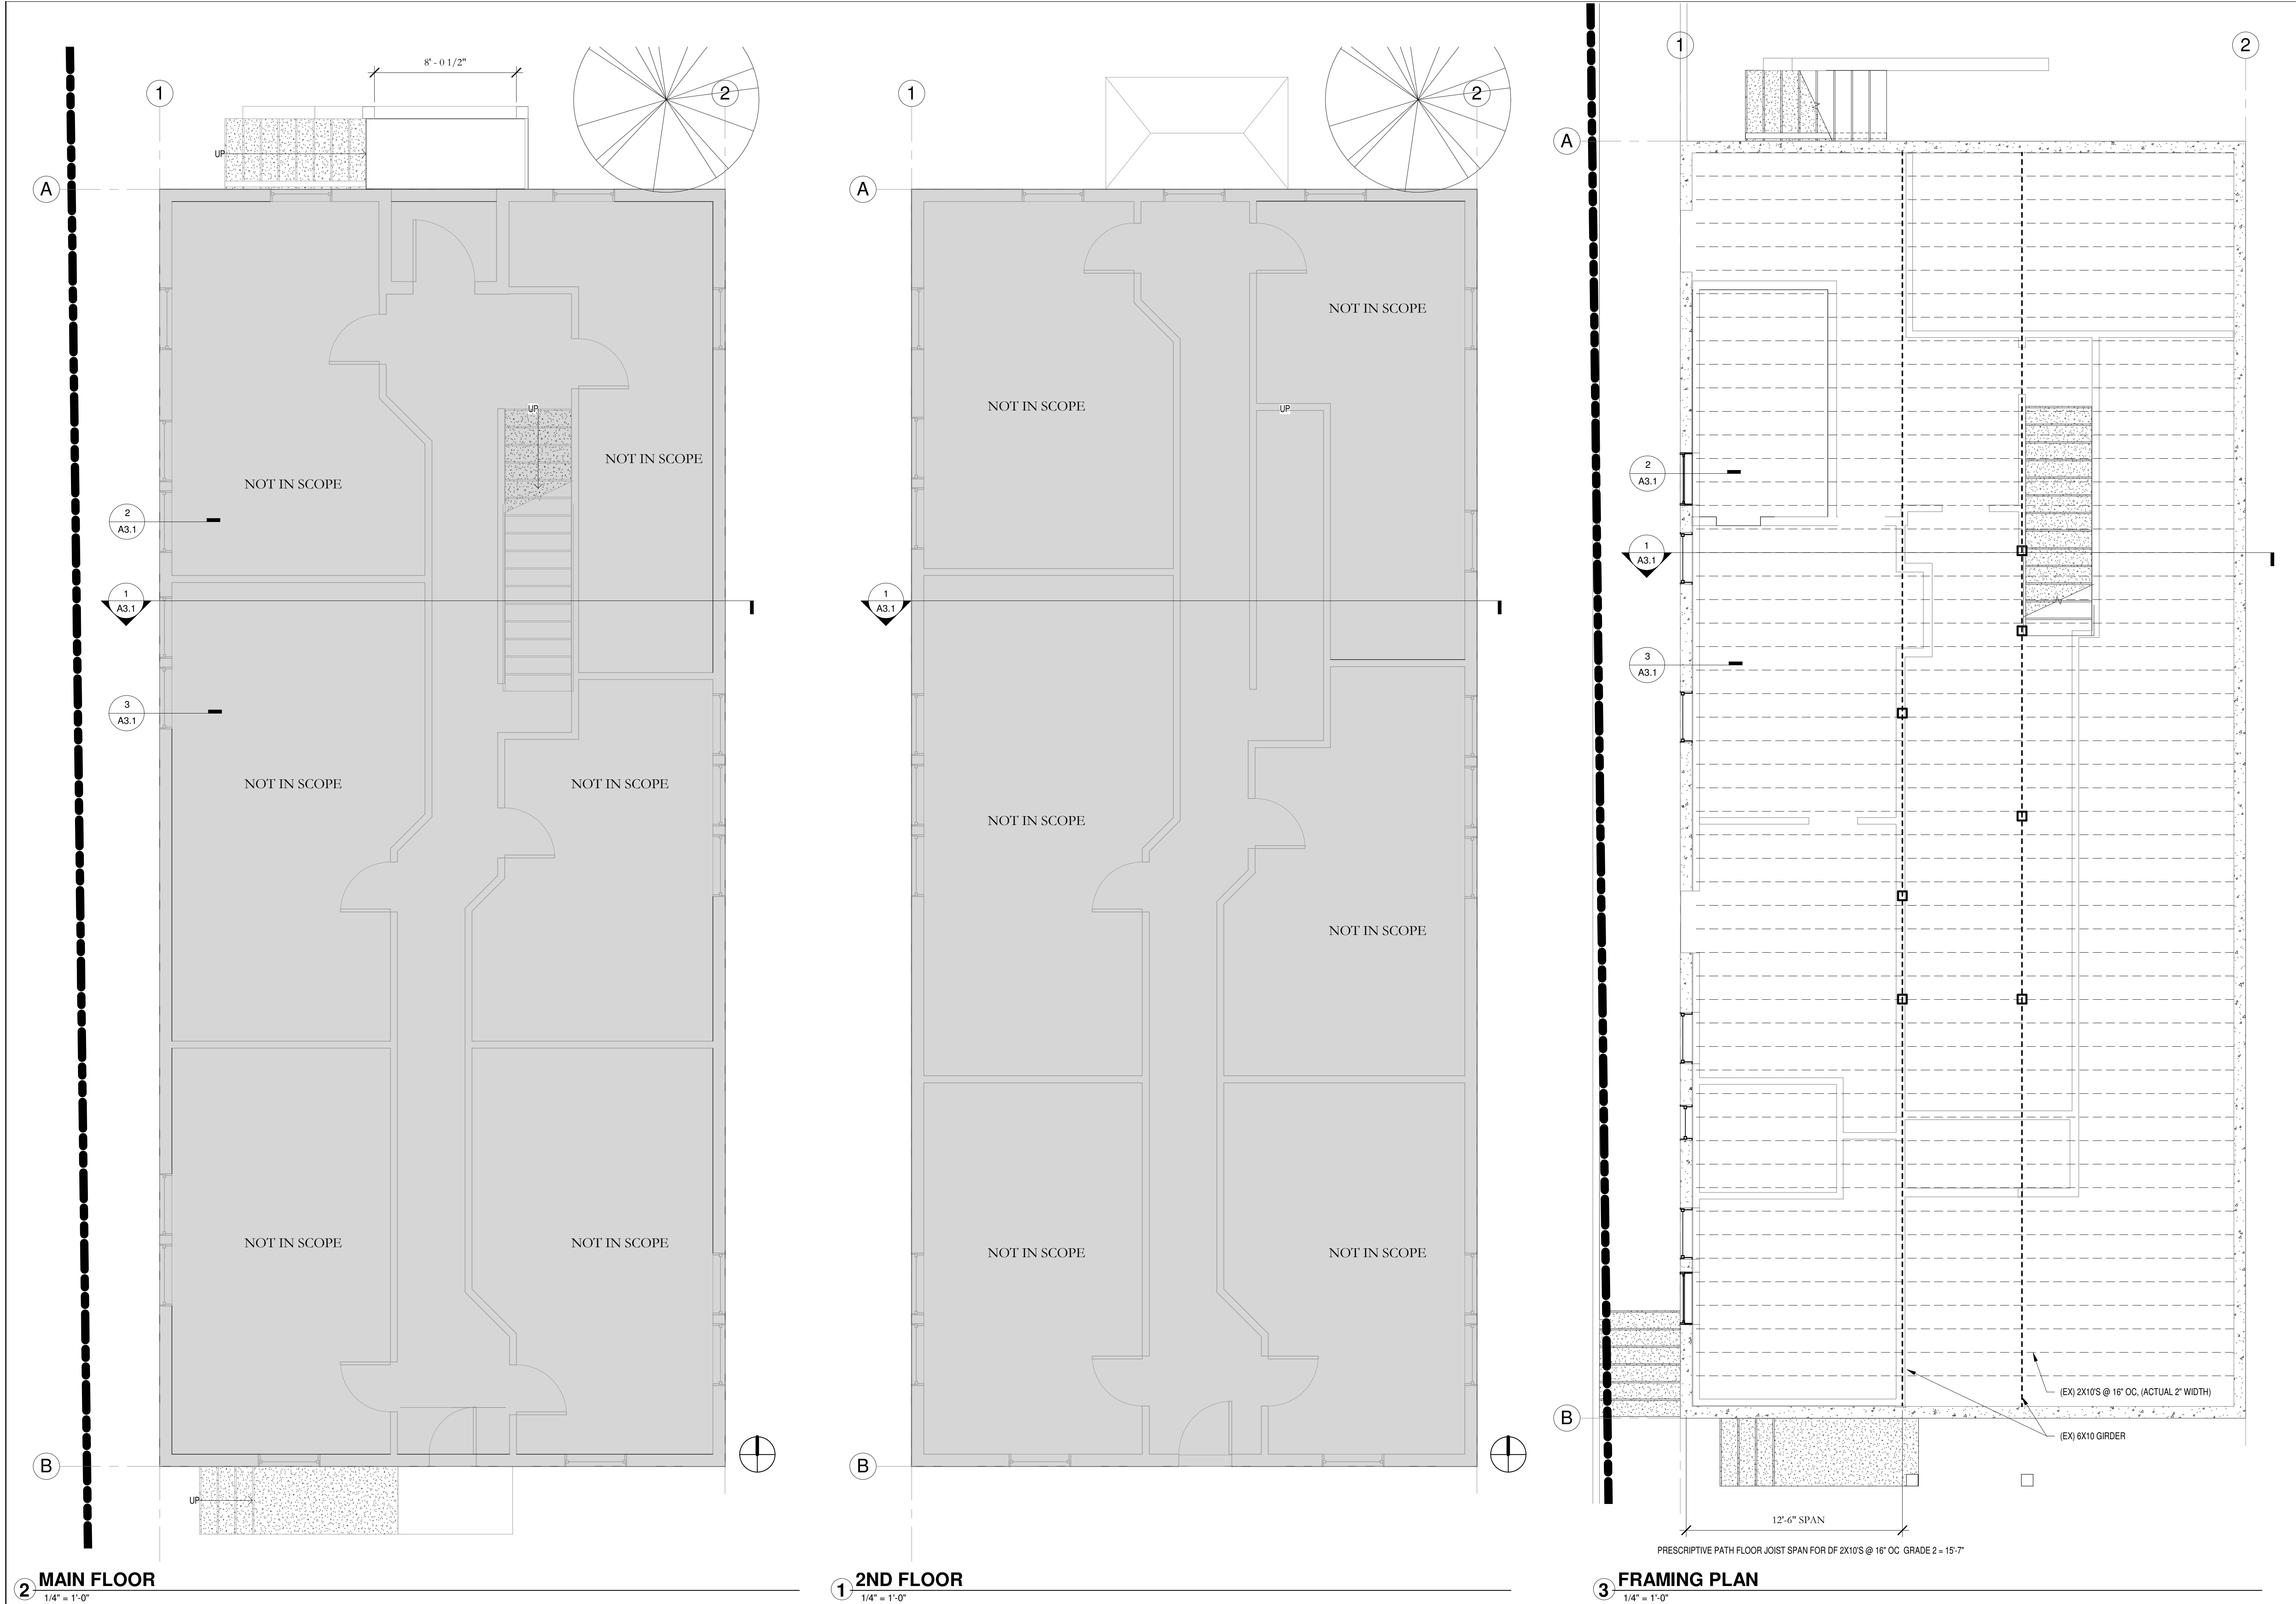 8' - 0 1/2"
1
2
UP
A
UP
NOT IN SCOPE
NOT IN SCOPE
2
A3.1
1
A3.1
3
A3.1
NOT IN SCOPE
NOT IN SCOPE
NOT IN SCOPE
NOT IN SCOPE
B
UP
2 MAIN FLOOR
1/4" = 1'-0"
1
2
A
NOT IN SCOPE
NOT IN SCOPE
UP
1
A3.1
NOT IN SCOPE
NOT IN SCOPE
NOT IN SCOPE
NOT IN SCOPE
B
1 2ND FLOOR
1/4" = 1'-0"
1
2
A
2
A3.1
1
A3.1
3
A3.1
(EX) 2X10'S @ 16" OC, (ACTUAL 2" WIDTH)
B
(EX) 6X10 GIRDER
12'-6" SPAN
PRESCRIPTIVE PATH FLOOR JOIST SPAN FOR DF 2X10'S @ 16" OC GRADE 2 = 15'-7"
3 FRAMING PLAN
1/4" = 1'-0"